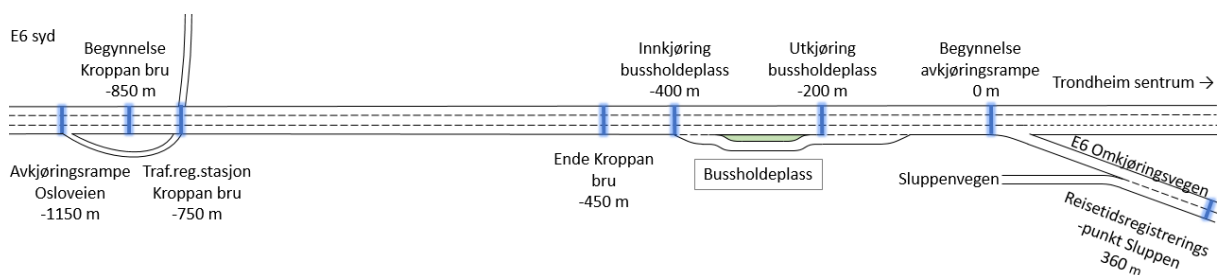 E6 syd
Begynnelse
Kroppan bru
-850 m
Innkjøring
bussholdeplass
-400 m
Utkjøring
bussholdeplass
-200 m
Begynnelse
avkjøringsrampe
0 m
Trondheim sentrum →
Avkjøringsrampe
Osloveien
-1150 m
Traf.reg.stasjon
Kroppan bru
-750 m
Ende Kroppan
bru
-450 m
Bussholdeplass
Sluppenvegen
E6 Omkjøringsvegen
Reisetidsregistrerings
-punkt Sluppen
360 m